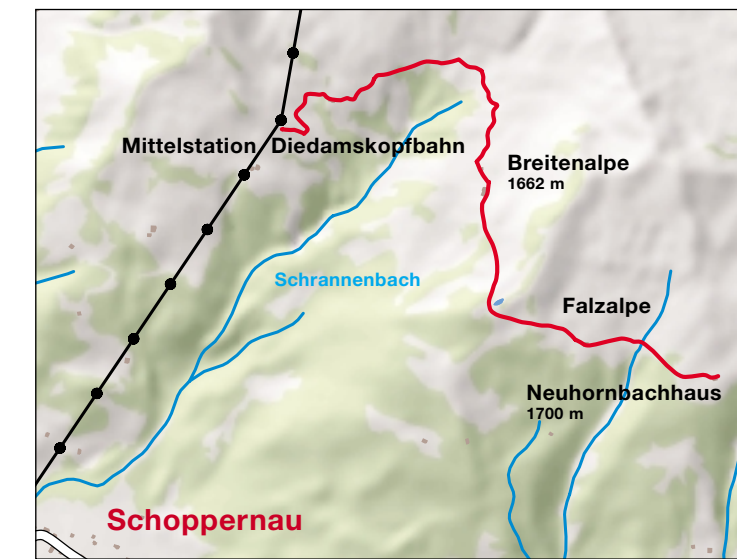 Mittelstation Diedamskopfbahn
Breitenalpe
1662 m
Schrannenbach
Falzalpe
Neuhornbachhaus
1700 m
Schoppernau